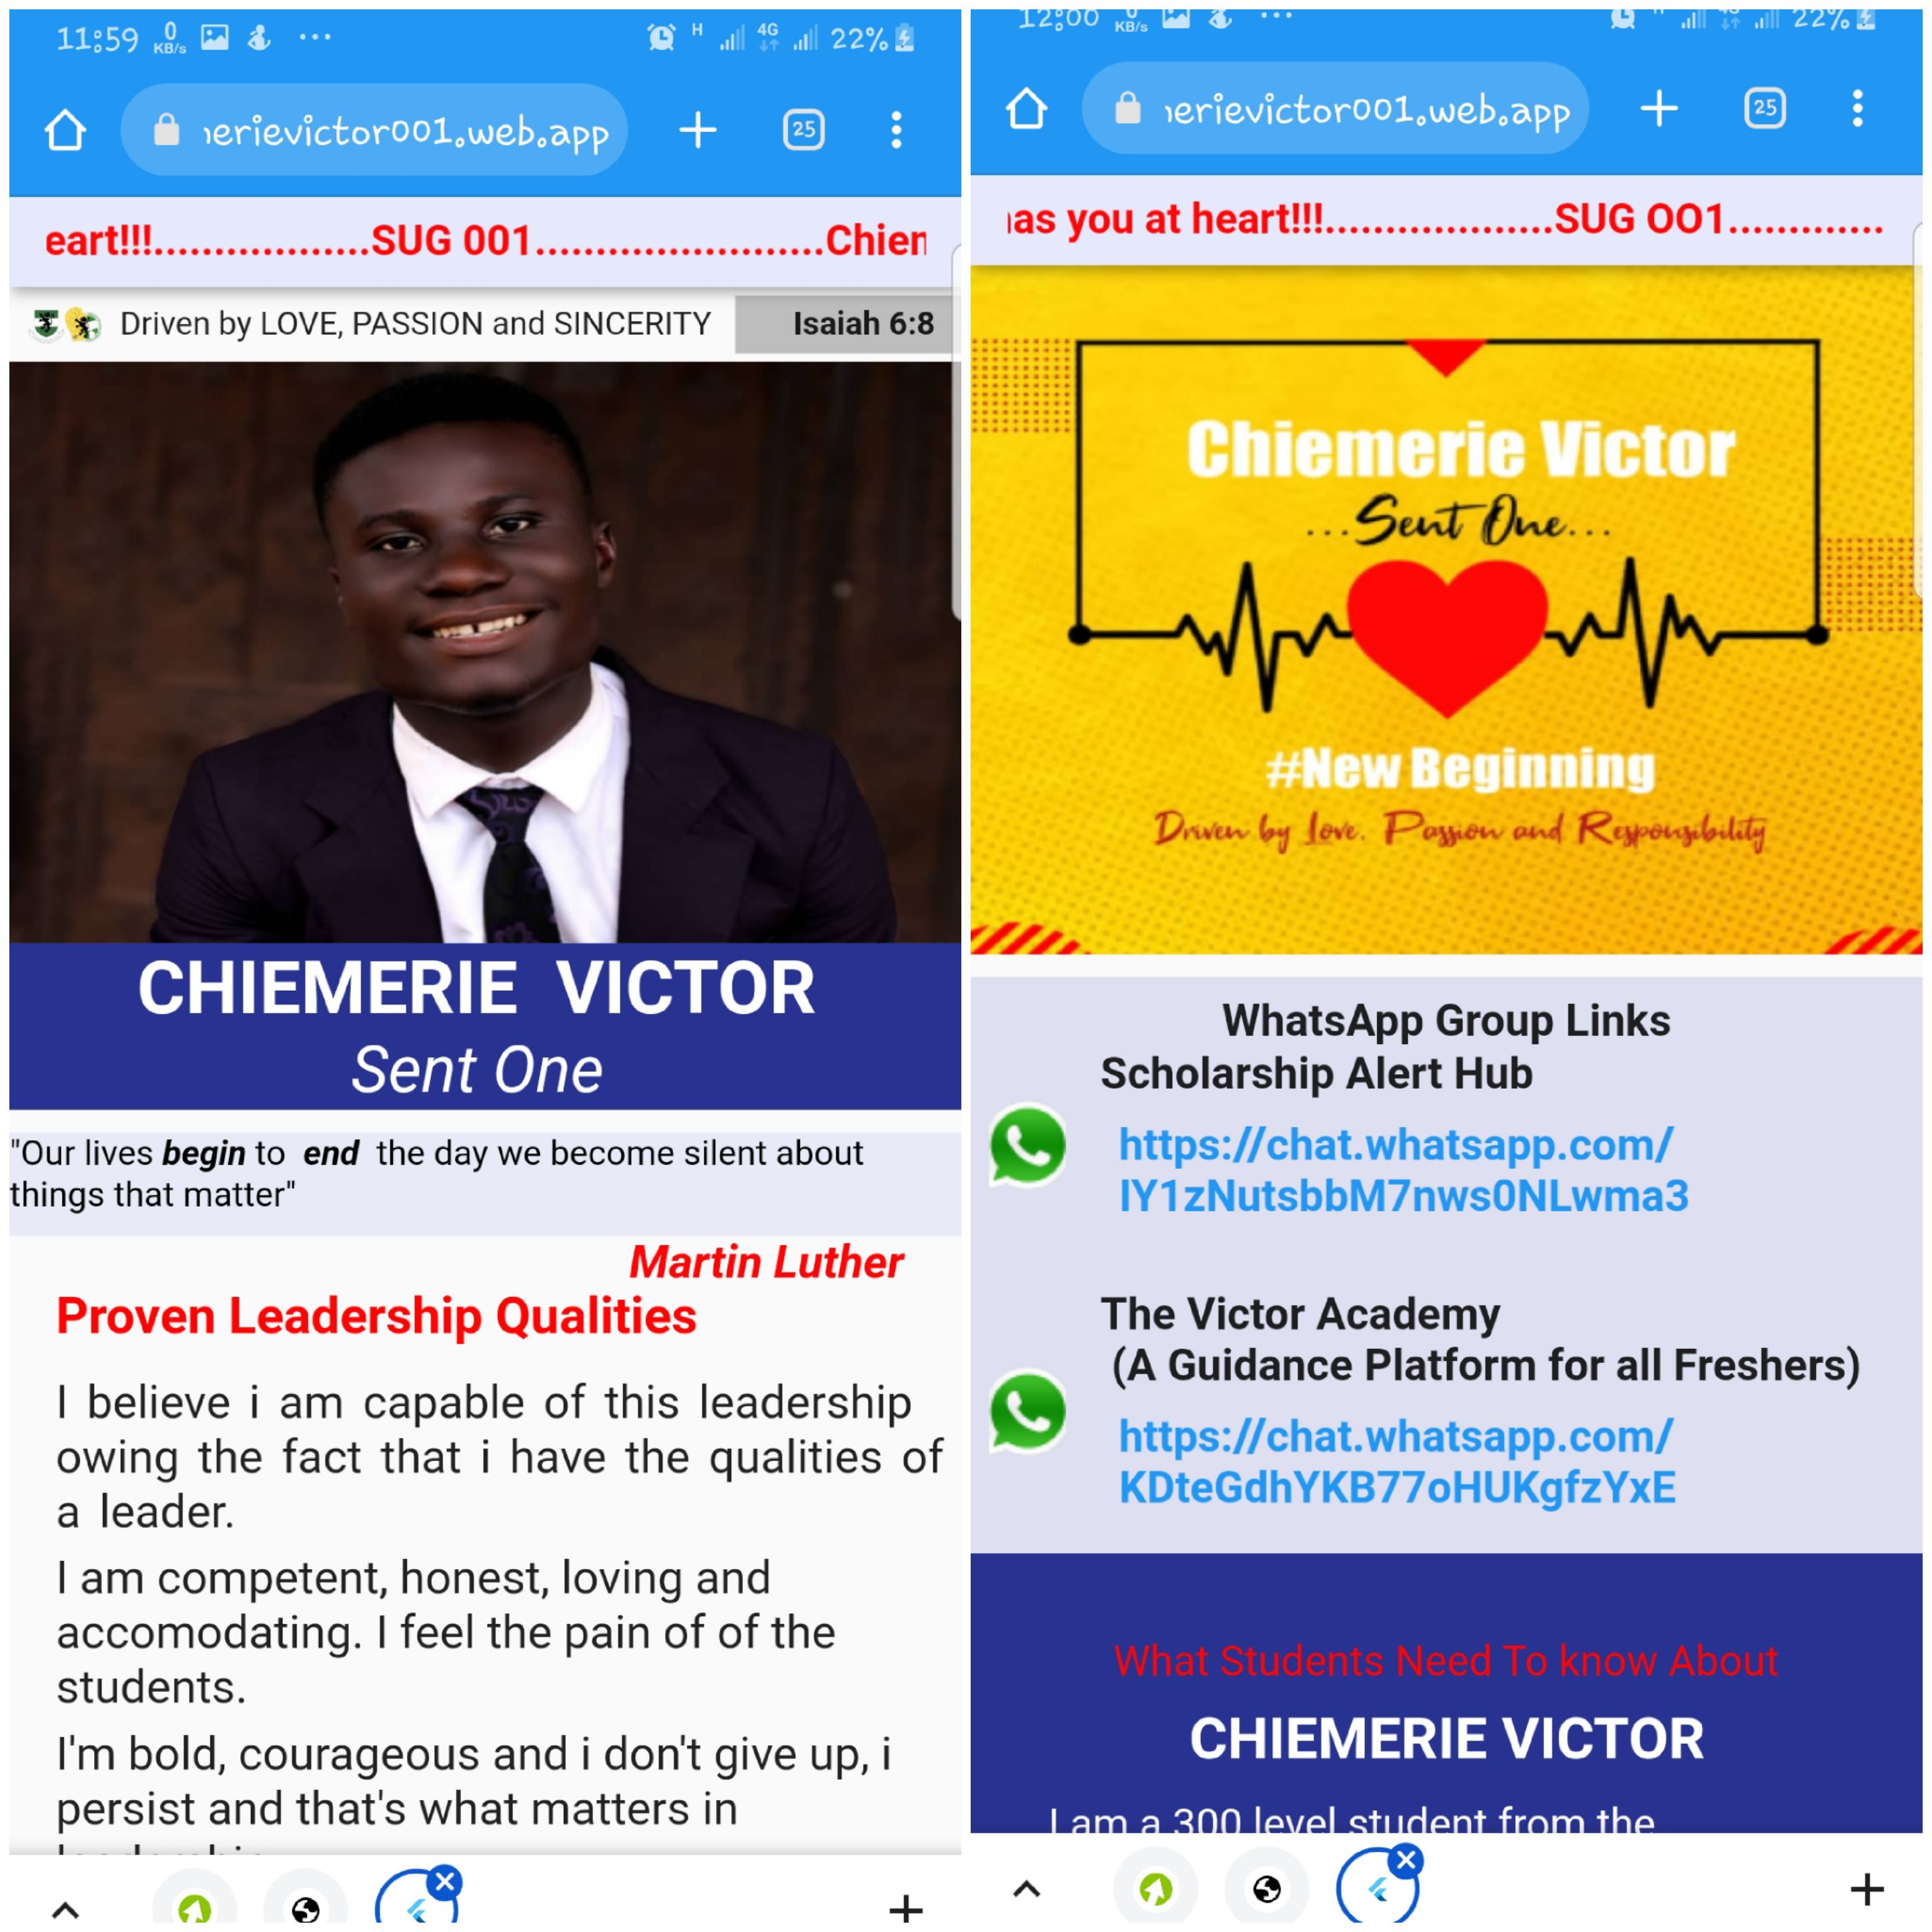 11:59 0 KB/s ... H 4G 22%
ierievictor001.web.app 25
eart!!!..................SUG 001........................Chiem
Driven by LOVE, PASSION and SINCERITY Isaiah 6:8
CHIEMERIE VICTOR
Sent One
"Our lives begin to end the day we become silent about
things that matter"
Martin Luther
Proven Leadership Qualities
I believe i am capable of this leadership
owing the fact that i have the qualities of
a leader.
I am competent, honest, loving and
accomodating. I feel the pain of of the
students.
I'm bold, courageous and i don't give up, i
persist and that's what matters in
12:00 0 KB/s ... H 4G 22%
ierievictor001.web.app 25
as you at heart!!!...................SUG OO1.............
Chiemerie Victor
...Sent One...
#New Beginning
Driven by Love, Passion and Responsibility
WhatsApp Group Links
Scholarship Alert Hub
https://chat.whatsapp.com/
IY1zNutsbbM7nws0NLwma3
The Victor Academy
(A Guidance Platform for all Freshers)
https://chat.whatsapp.com/
KDteGdhYKB77oHUKgfzYxE
What Students Need To know About
CHIEMERIE VICTOR
I am a 300 level student from the